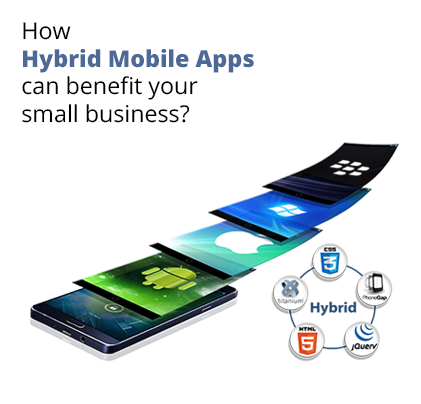 How
Hybrid Mobile Apps
can benefit your
small business?
CSS
3
titanium
PhoneGap
Hybrid
HTML
5
jQuery